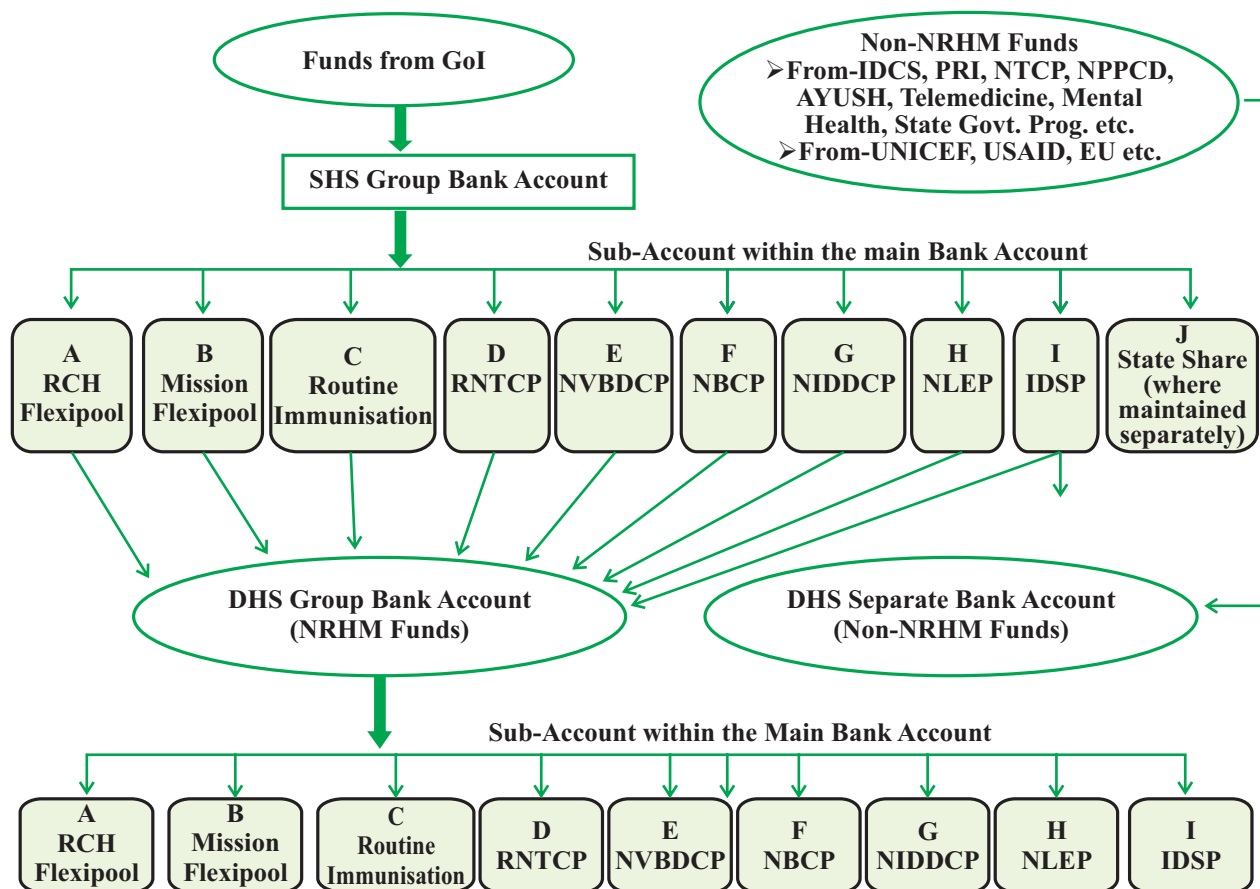 Funds from GoI
Non-NRHM Funds
➢From-IDCS, PRI, NTCP, NPPCD,
AYUSH, Telemedicine, Mental
Health, State Govt. Prog. etc.
➢From-UNICEF, USAID, EU etc.
SHS Group Bank Account
Sub-Account within the main Bank Account
A
RCH
Flexipool
B
Mission
Flexipool
C
Routine
Immunisation
D
RNTCP
E
NVBDCP
F
NBCP
G
NIDDCP
H
NLEP
I
IDSP
J
State Share
(where
maintained
separately)
DHS Group Bank Account
(NRHM Funds)
DHS Separate Bank Account
(Non-NRHM Funds)
Sub-Account within the Main Bank Account
A
RCH
Flexipool
B
Mission
Flexipool
C
Routine
Immunisation
D
RNTCP
E
NVBDCP
F
NBCP
G
NIDDCP
H
NLEP
I
IDSP